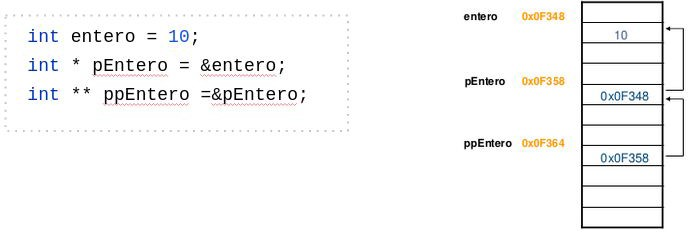 int entero = 10;
int * pEntero = &entero;
int ** ppEntero =&pEntero;
entero 0x0F348
10
pEntero 0x0F358
0x0F348
ppEntero 0x0F364
0x0F358